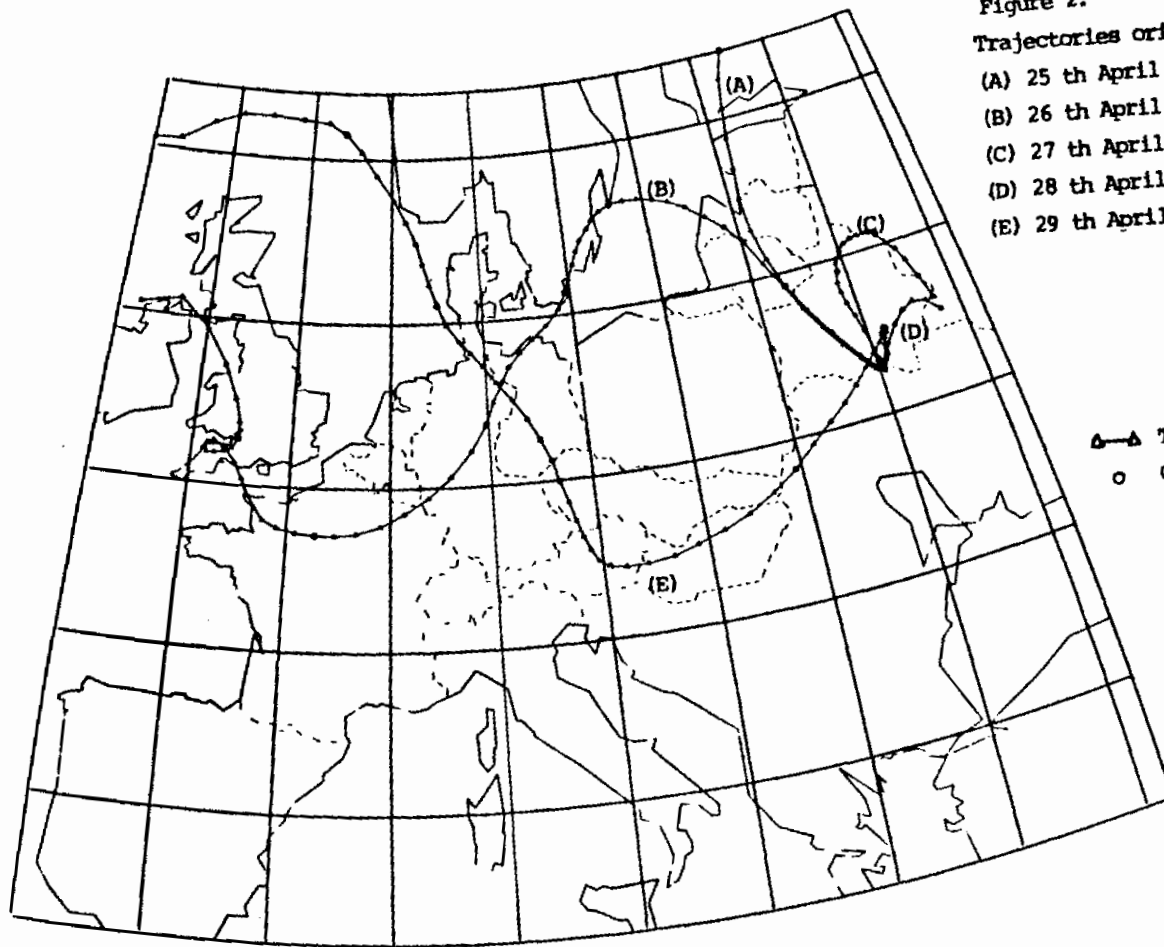 Figure 2.
Trajectories ori
(A) 25 th April
(B) 26 th April
(C) 27 th April
(D) 28 th April
(E) 29 th April
(A)
(B)
(C)
(D)
(E)